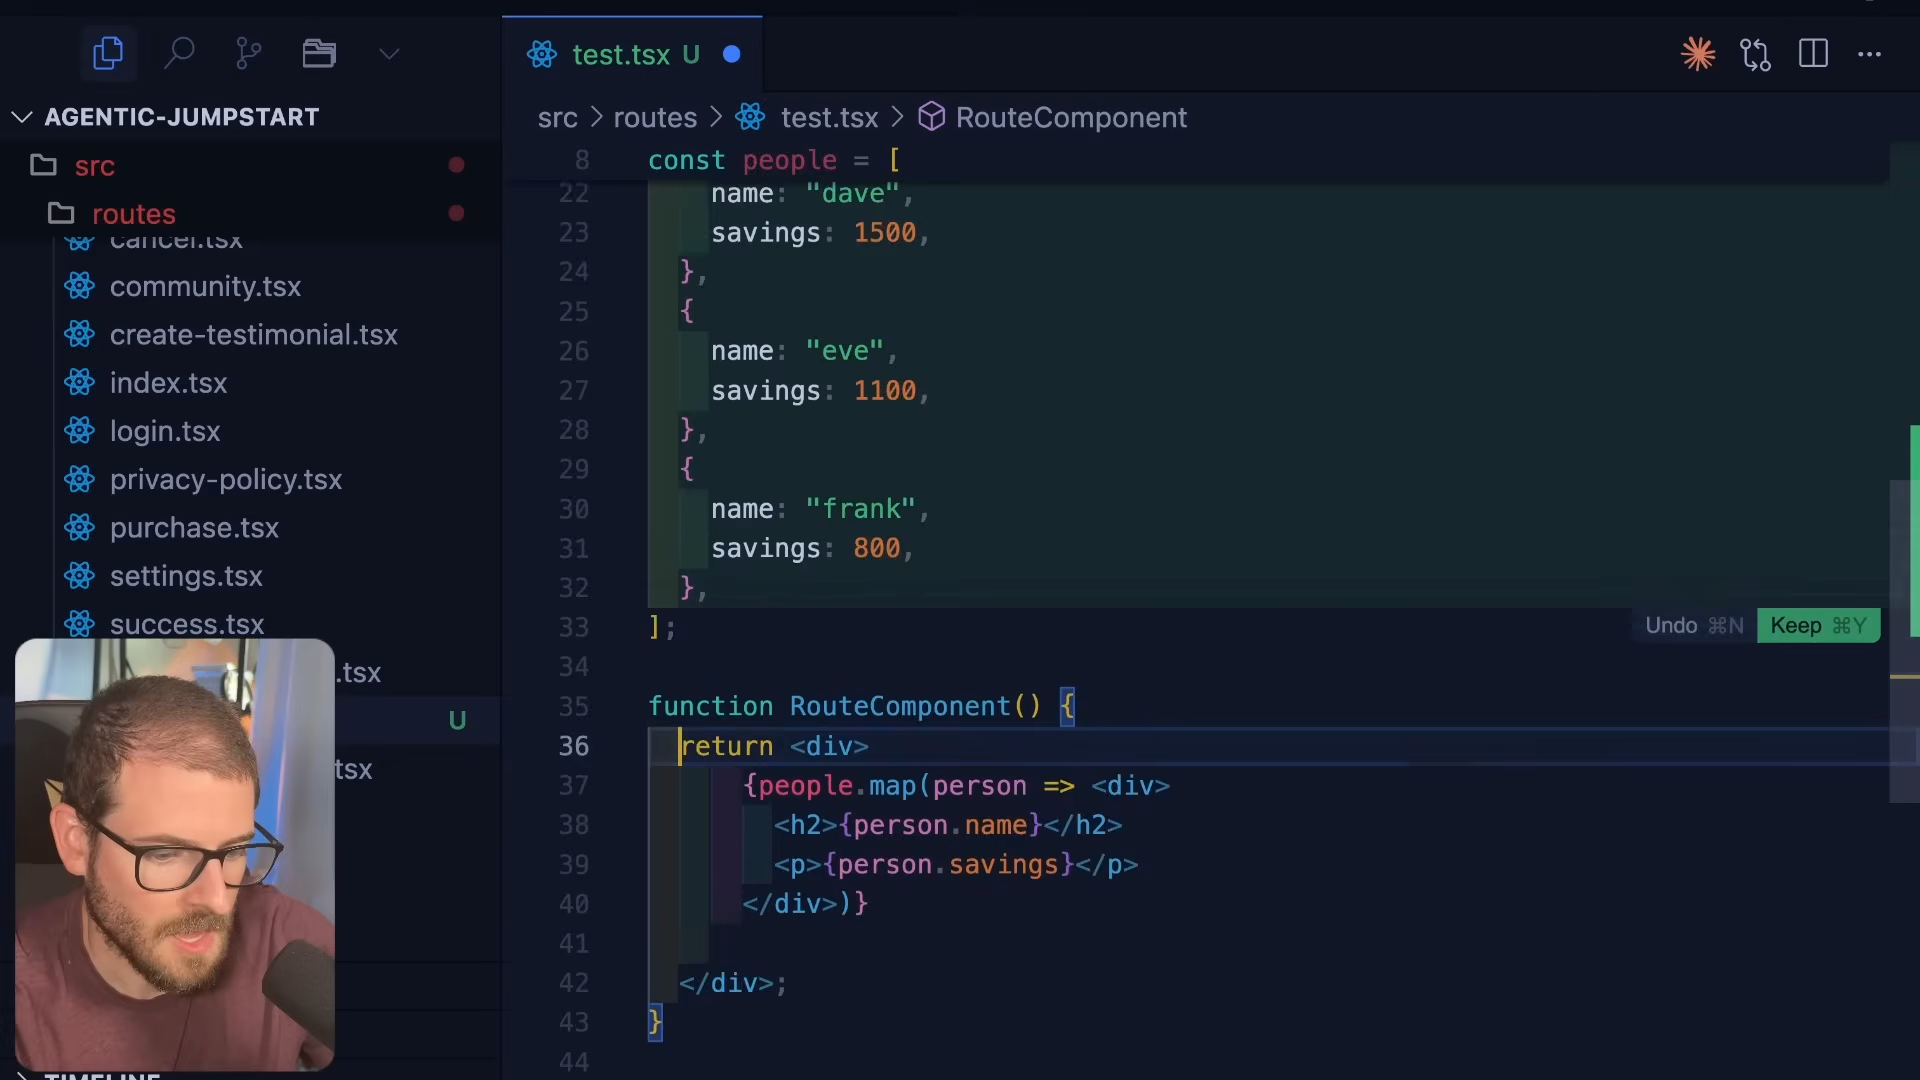 test.tsx U
AGENTIC-JUMPSTART
src
routes
cancel.tsx
community.tsx
create-testimonial.tsx
index.tsx
login.tsx
privacy-policy.tsx
purchase.tsx
settings.tsx
success.tsx
.tsx
U
tsx
TIMELINE
src > routes > test.tsx > RouteComponent
8 const people = [
22 name: "dave",
23 savings: 1500,
24 },
25 {
26 name: "eve",
27 savings: 1100,
28 },
29 {
30 name: "frank",
31 savings: 800,
32 },
33 ];
Undo ⌘N Keep ⌘Y
34
35 function RouteComponent() {
36 return <div>
37 {people.map(person => <div>
38 <h2>{person.name}</h2>
39 <p>{person.savings}</p>
40 </div>)}
41
42 </div>;
43 }
44